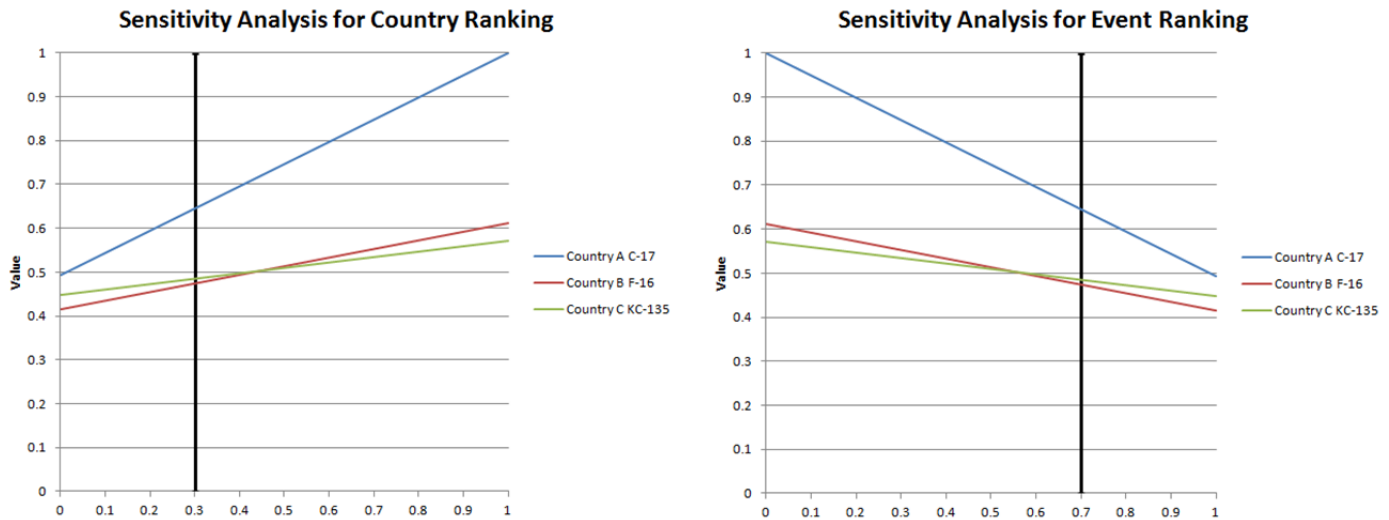 Sensitivity Analysis for Country Ranking
1
0.9
0.8
0.7
0.6
0.5
0.4
0.3
0.2
0.1
0
Value
0 0.1 0.2 0.3 0.4 0.5 0.6 0.7 0.8 0.9 1
Country A C-17
Country B F-16
Country C KC-135
Sensitivity Analysis for Event Ranking
1
0.9
0.8
0.7
0.6
0.5
0.4
0.3
0.2
0.1
0
Value
0 0.1 0.2 0.3 0.4 0.5 0.6 0.7 0.8 0.9 1
Country A C-17
Country B F-16
Country C KC-135